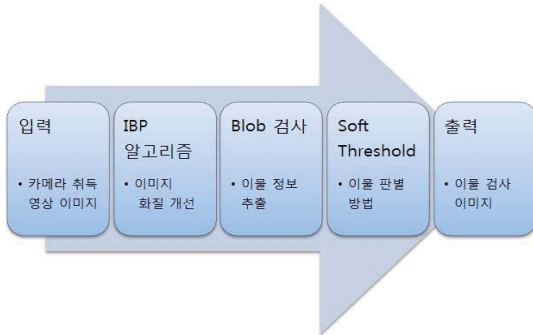 입력
• 카메라 취득
영상 이미지
IBP
알고리즘
• 이미지
화질 개선
Blob 검사
• 이물 정보
추출
Soft
Threshold
• 이물 판별
방법
출력
• 이물 검사
이미지